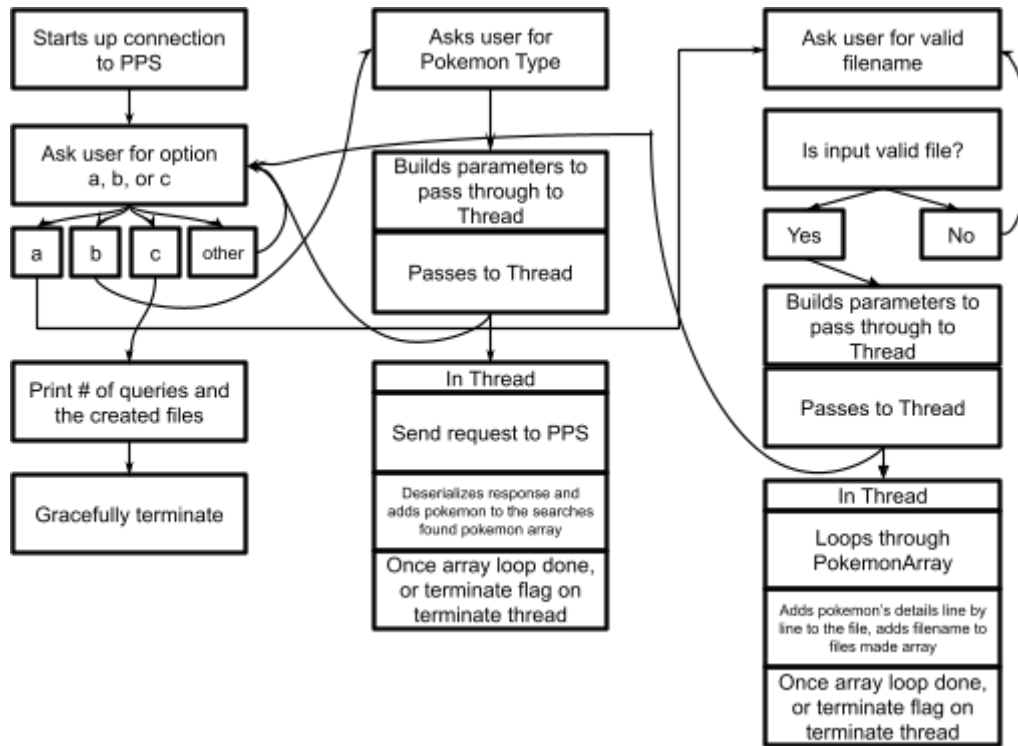 Starts up connection
to PPS
Ask user for option
a, b, or c
a
b
c
other
Print # of queries and
the created files
Gracefully terminate
Asks user for
Pokemon Type
Builds parameters to
pass through to
Thread
Passes to Thread
In Thread
Send request to PPS
Deserializes response and
adds pokemon to the searches
found pokemon array
Once array loop done,
or terminate flag on
terminate thread
Ask user for valid
filename
Is input valid file?
Yes
No
Builds parameters to
pass through to
Thread
Passes to Thread
In Thread
Loops through
PokemonArray
Adds pokemon's details line by
line to the file, adds filename to
files made array
Once array loop done,
or terminate flag on
terminate thread